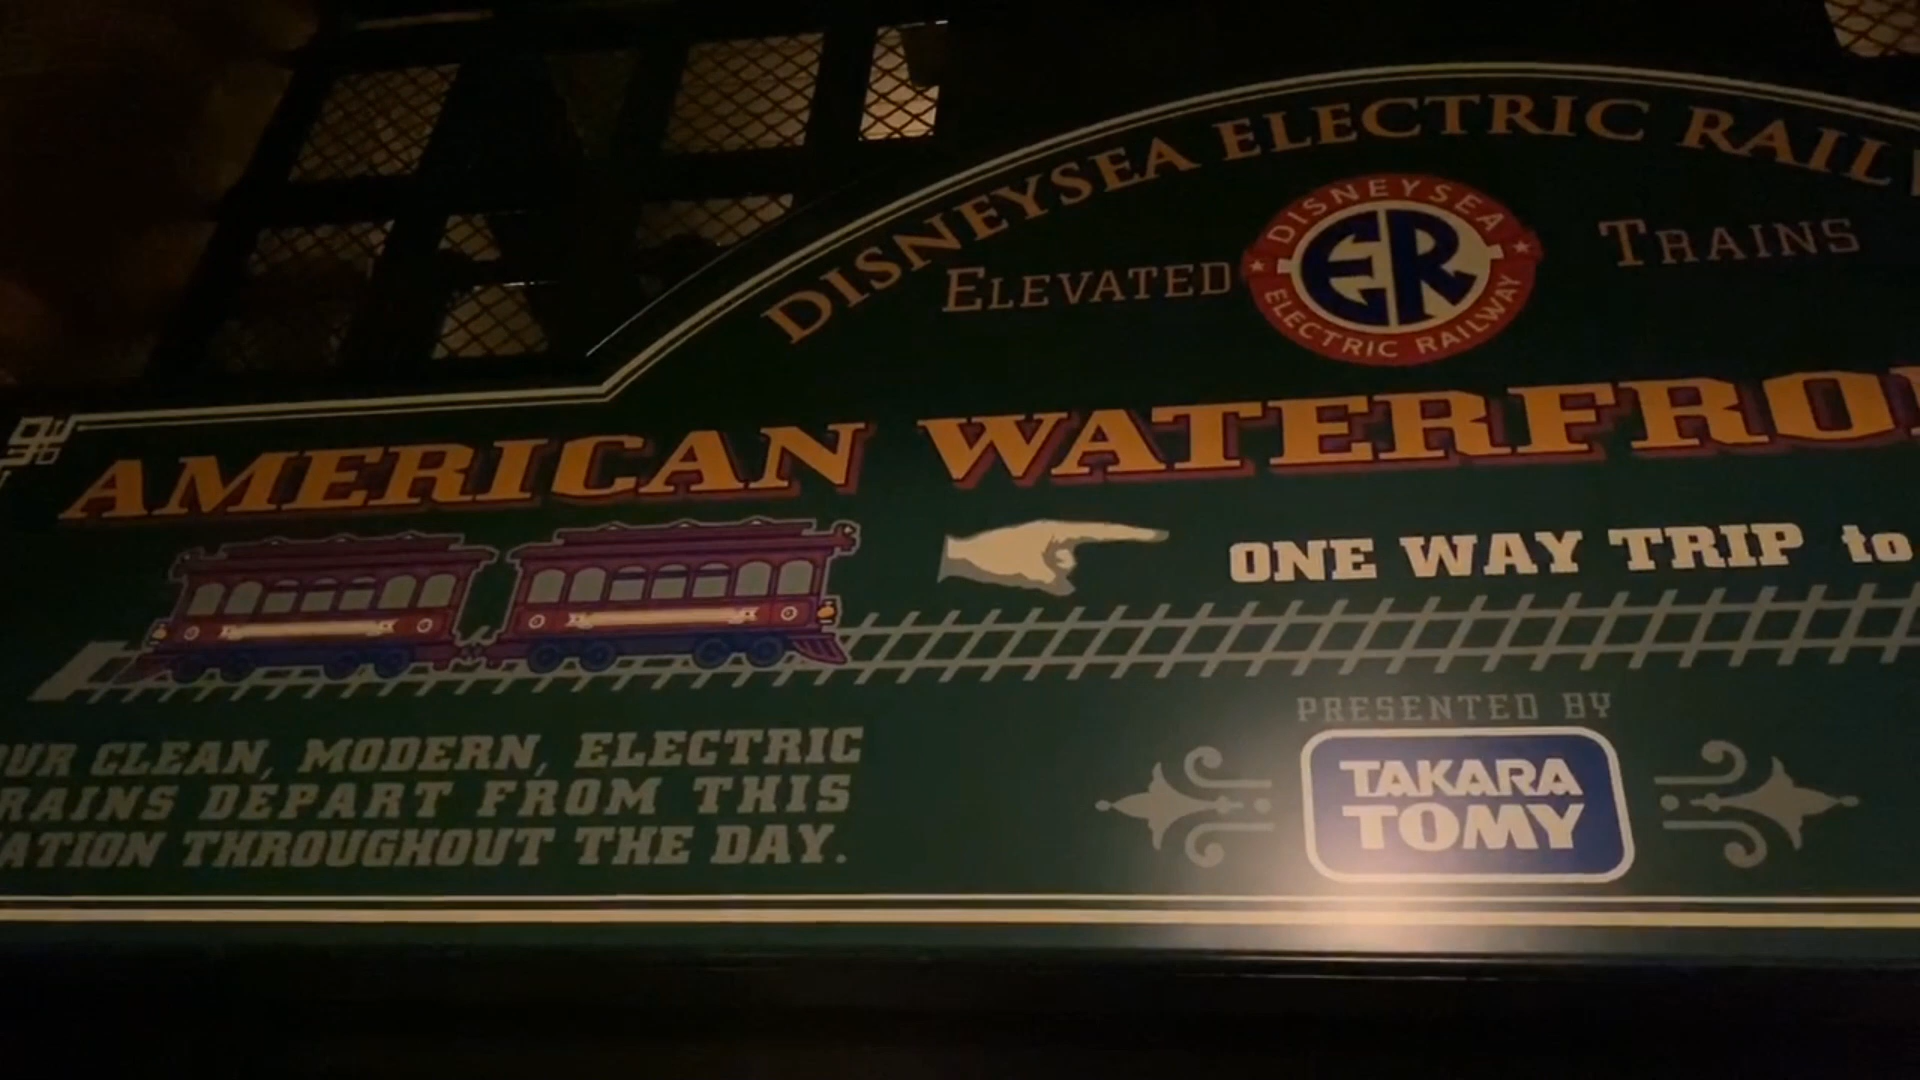 DISNEYSEA ELECTRIC RAIL
ELEVATED
DISNEYSEA
ER
ELECTRIC RAILWAY
TRAINS
AMERICAN WATERFRO
ONE WAY TRIP to
OUR CLEAN, MODERN, ELECTRIC
RAINS DEPART FROM THIS
ATION THROUGHOUT THE DAY.
PRESENTED BY
TAKARA
TOMY